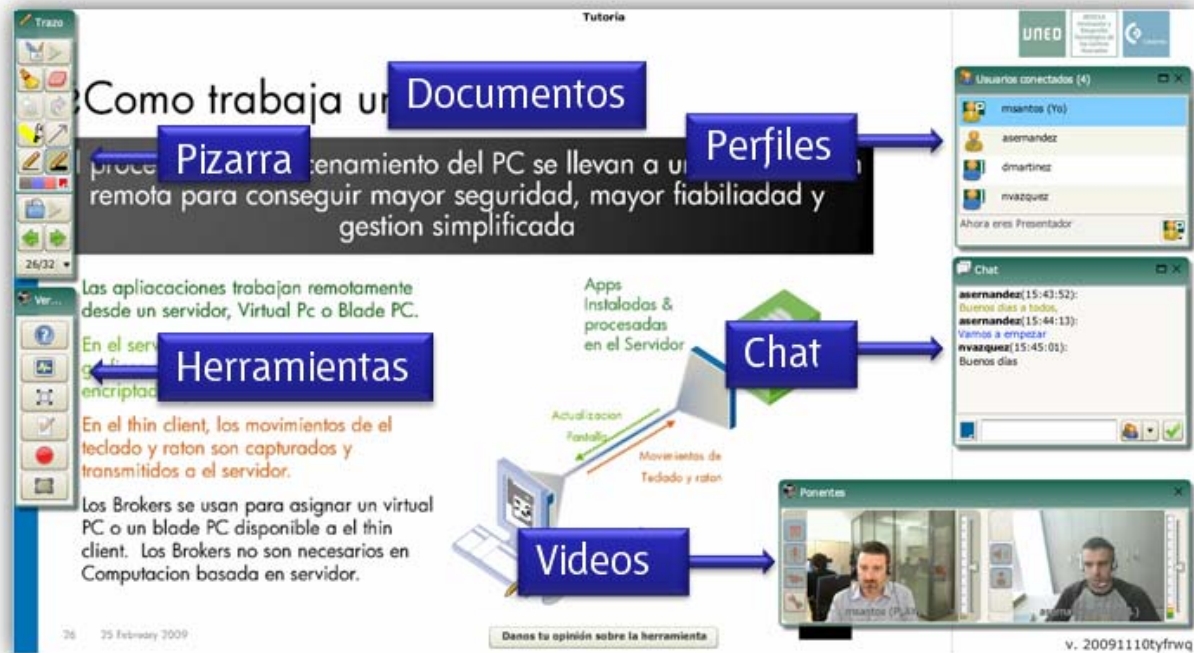 Trazo
Tutoria
UNED
¿Como trabaja un
Documentos
Usuarios conectados (4)
msantos (Yo)
asernandez
dmartinez
nvazquez
Ahora eres Presentador
Perfiles
Pizarra
cenamiento del PC se llevan a
remota para conseguir mayor seguridad, mayor fiabiliadad y
gestion simplificada
26/32
Ver...
Las apliacaciones trabajan remotamente
desde un servidor, Virtual Pc o Blade PC.
En el
Herramientas
En el thin client, los movimientos de el
teclado y raton son capturados y
transmitidos a el servidor.
Los Brokers se usan para asignar un virtual
PC o un blade PC disponible a el thin
client. Los Brokers no son necesarios en
Computacion basada en servidor.
Apps
Instaladas &
procesadas
en el Servidor
Actualizacion
Pantalla
Movimientos de
Teclado y raton
Chat
Chat
asernandez(15:43:52):
Buenos dias a todos,
asernandez(15:44:13):
Vamos a empezar
nvazquez(15:45:01):
Buenos días
Videos
Ponentes
msantos
26 25 February 2009
Danos tu opinión sobre la herramienta
v. 20091110tyfrwq